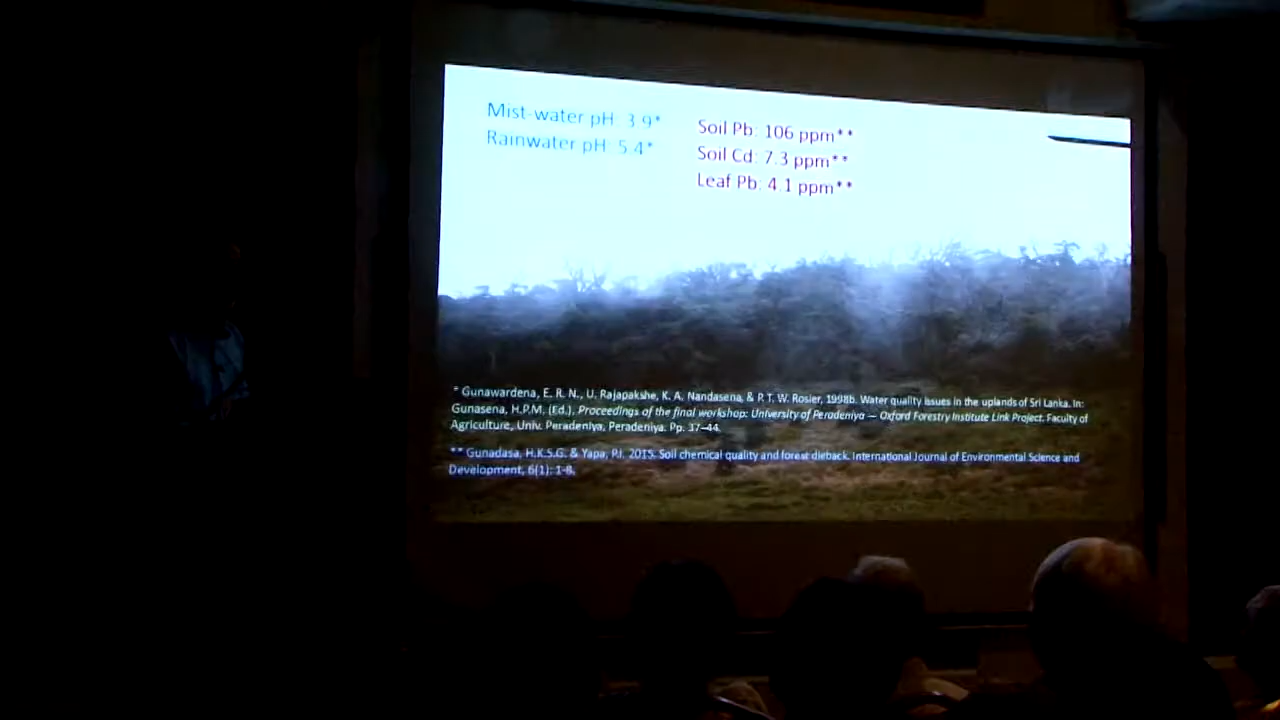 Mist-water pH: 3.9*
Rainwater pH: 5.4*
Soil Pb: 106 ppm**
Soil Cd: 7.3 ppm**
Leaf Pb: 4.1 ppm**
* Gunawardena, E. R. N., U. Rajapakshe, K. A. Nandasena, & P. T. W. Rosier, 1998b. Water quality issues in the uplands of Sri Lanka. In:
Gunasena, H.P.M. (Ed.), Proceedings of the final workshop: University of Peradeniya — Oxford Forestry Institute Link Project. Faculty of
Agriculture, Univ. Peradeniya, Peradeniya. Pp. 37–44.
** Gunadasa, H.K.S.G. & Yapa, P.I. 2015. Soil chemical quality and forest dieback. International Journal of Environmental Science and
Development, 6(1): 1-8.